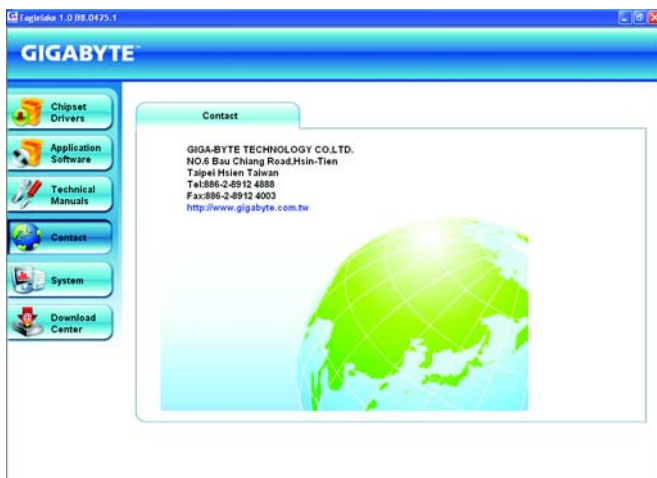 Eaglelake 1.0 B8.0425.1
GIGABYTE™
Chipset
Drivers
Application
Software
Technical
Manuals
Contact
System
Download
Center
Contact
GIGA-BYTE TECHNOLOGY CO,LTD.
NO.6 Bau Chiang Road,Hsin-Tien
Taipei Hsien Taiwan
Tel:886-2-8912 4888
Fax:886-2-8912 4003
http://www.gigabyte.com.tw